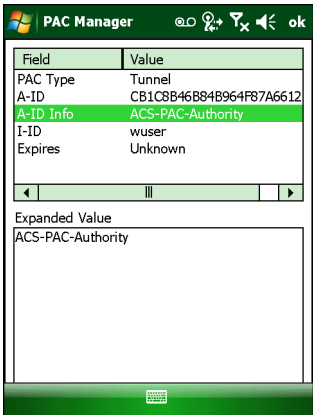 PAC Manager ok
Field Value
PAC Type Tunnel
A-ID CB1C8B46B84B964F87A6612
A-ID Info ACS-PAC-Authority
I-ID wuser
Expires Unknown
Expanded Value
ACS-PAC-Authority